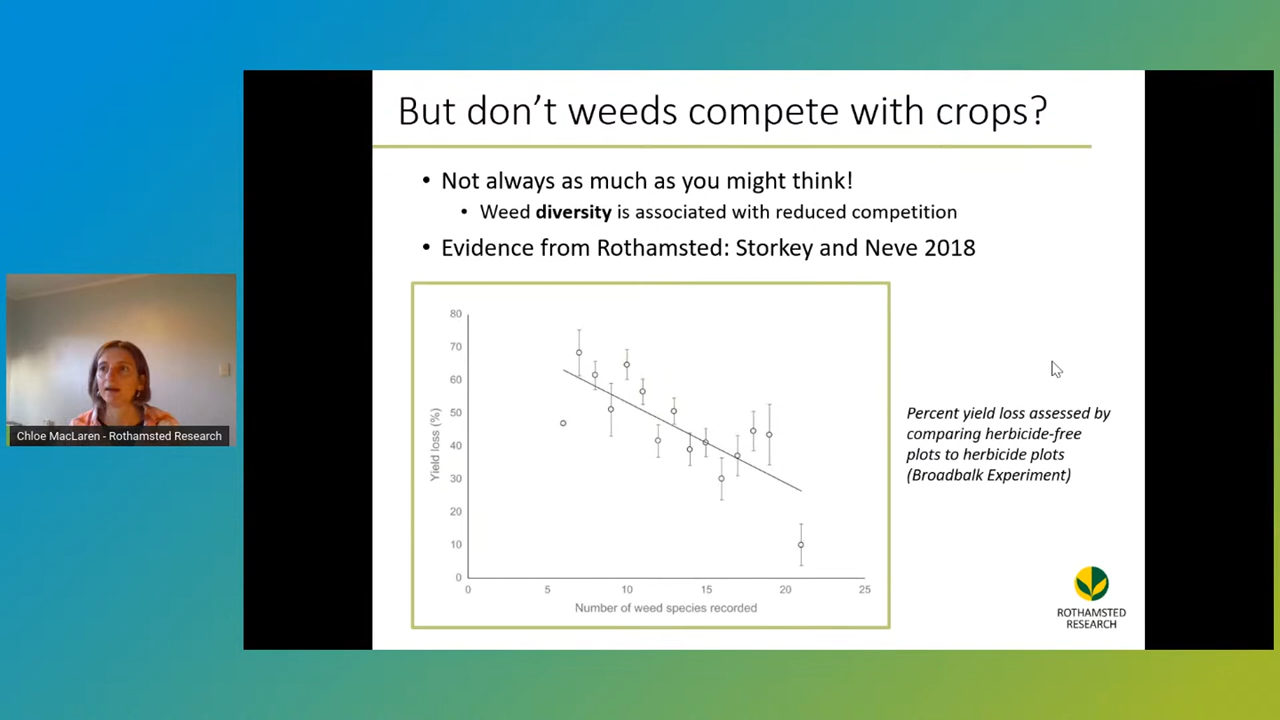 But don't weeds compete with crops?
• Not always as much as you might think!
• Weed diversity is associated with reduced competition
• Evidence from Rothamsted: Storkey and Neve 2018
80
70
60
50
40
30
20
10
0
Yield loss (%)
0 5 10 15 20 25
Number of weed species recorded
Percent yield loss assessed by
comparing herbicide-free
plots to herbicide plots
(Broadbalk Experiment)
ROTHAMSTED
RESEARCH
Chloe MacLaren - Rothamsted Research